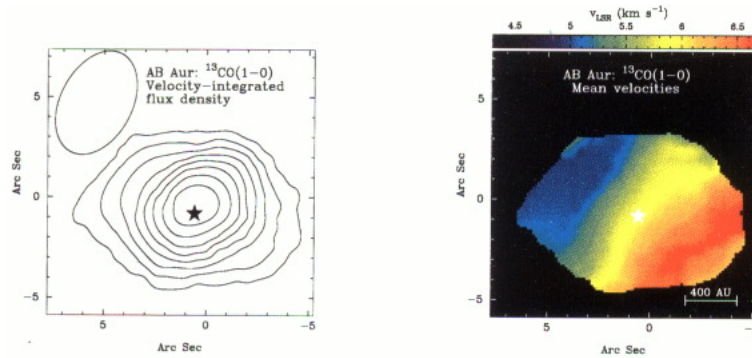 AB Aur: ¹³CO(1-0)
Velocity-integrated
flux density
Arc Sec
5
0
-5
5
0
-5
Arc Sec
v_LSR (km s⁻¹)
4.5
5
5.5
6
6.5
AB Aur: ¹³CO(1-0)
Mean velocities
Arc Sec
5
0
-5
400 AU
5
0
Arc Sec